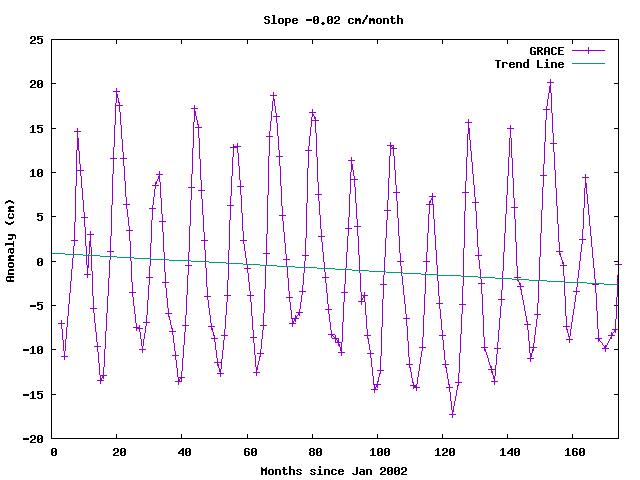 Slope -0.02 cm/month
GRACE
Trend Line
25
20
15
10
5
0
-5
-10
-15
-20
Anomaly (cm)
0 20 40 60 80 100 120 140 160
Months since Jan 2002